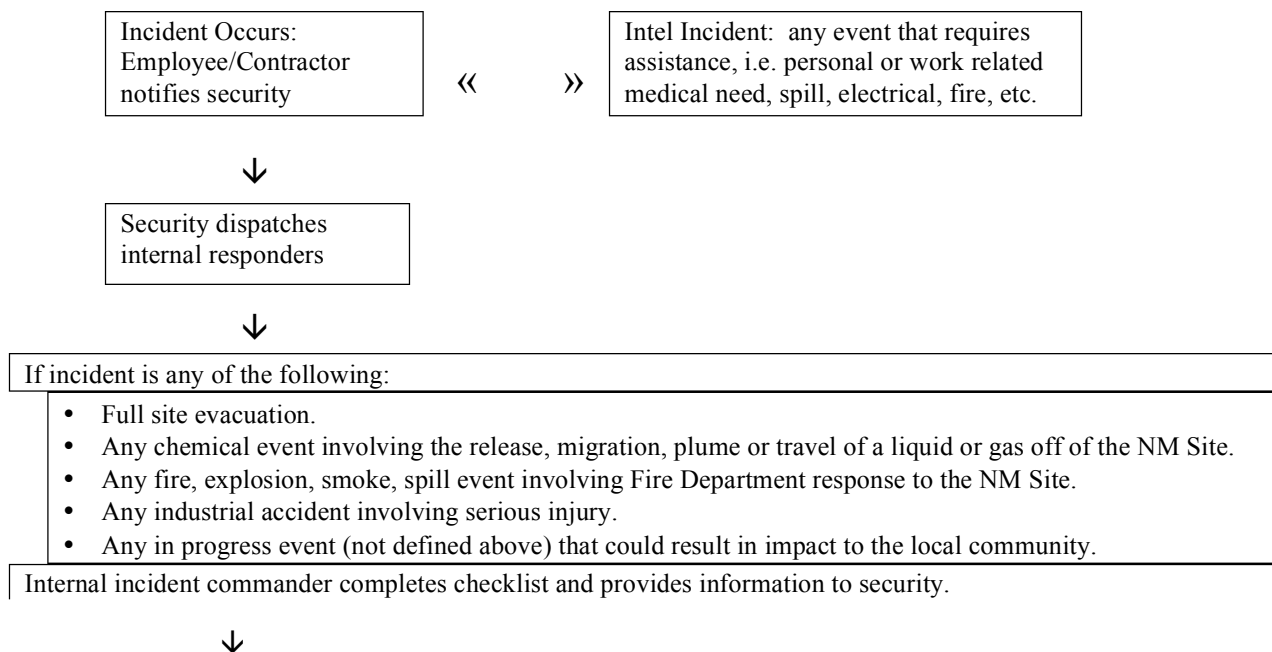 Incident Occurs:
Employee/Contractor
notifies security
« »
Intel Incident:  any event that requires
assistance, i.e. personal or work related
medical need, spill, electrical, fire, etc.
↓
Security dispatches
internal responders
↓
If incident is any of the following:
• Full site evacuation.
• Any chemical event involving the release, migration, plume or travel of a liquid or gas off of the NM Site.
• Any fire, explosion, smoke, spill event involving Fire Department response to the NM Site.
• Any industrial accident involving serious injury.
• Any in progress event (not defined above) that could result in impact to the local community.
Internal incident commander completes checklist and provides information to security.
↓